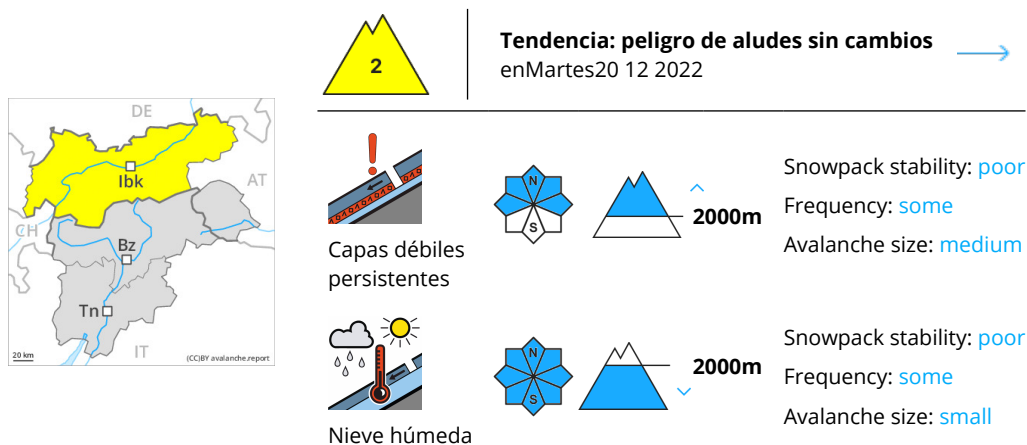 2
Tendencia: peligro de aludes sin cambios
enMartes20 12 2022
DE
AT
Ibk
CH
Bz
Tn
IT
20 km
(CC)BY avalanche.report
N
S
2000m
Snowpack stability: poor
Frequency: some
Avalanche size: medium
Capas débiles
persistentes
N
S
2000m
Snowpack stability: poor
Frequency: some
Avalanche size: small
Nieve húmeda